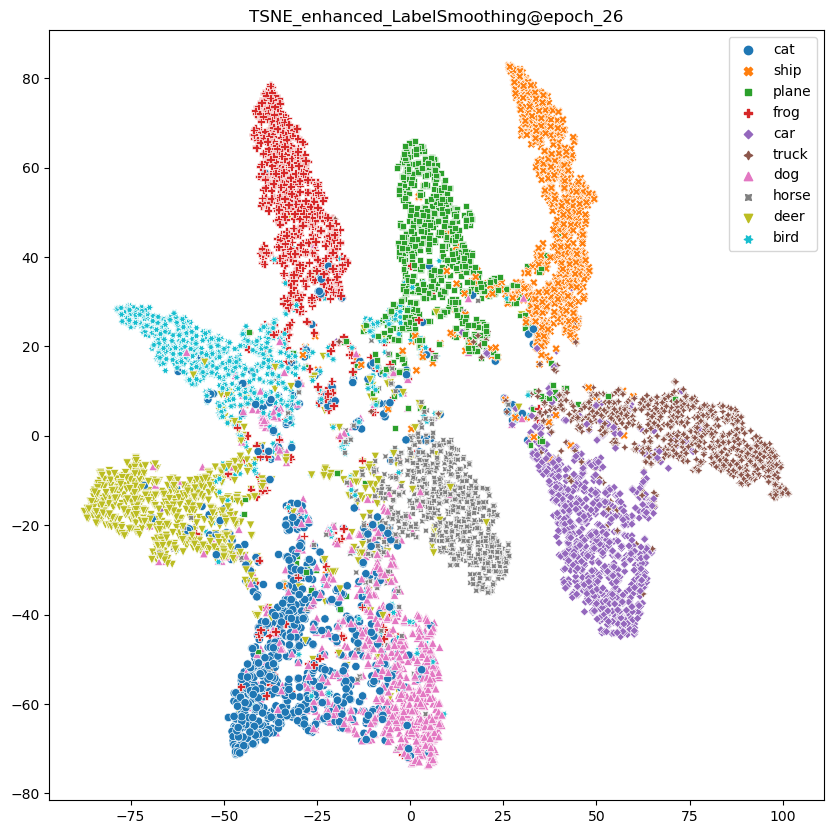 TSNE_enhanced_LabelSmoothing@epoch_26
cat
ship
plane
frog
car
truck
dog
horse
deer
bird
80
60
40
20
0
−20
−40
−60
−80
−75
−50
−25
0
25
50
75
100